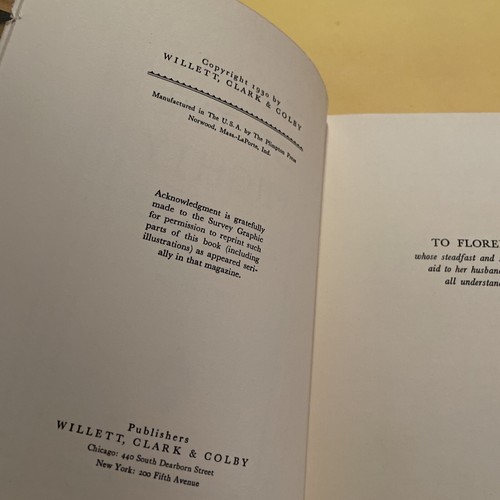 Copyright 1930 by
WILLETT, CLARK & COLBY
Manufactured in The U.S.A. by The Plimpton Press
Norwood, Mass.-LaPorte, Ind.
Acknowledgment is gratefully
made to the Survey Graphic
for permission to reprint such
parts of this book (including
illustrations) as appeared seri-
ally in that magazine.
Publishers
WILLETT, CLARK & COLBY
Chicago: 440 South Dearborn Street
New York: 200 Fifth Avenue
TO FLORE
whose steadfast and
aid to her husban
all understan